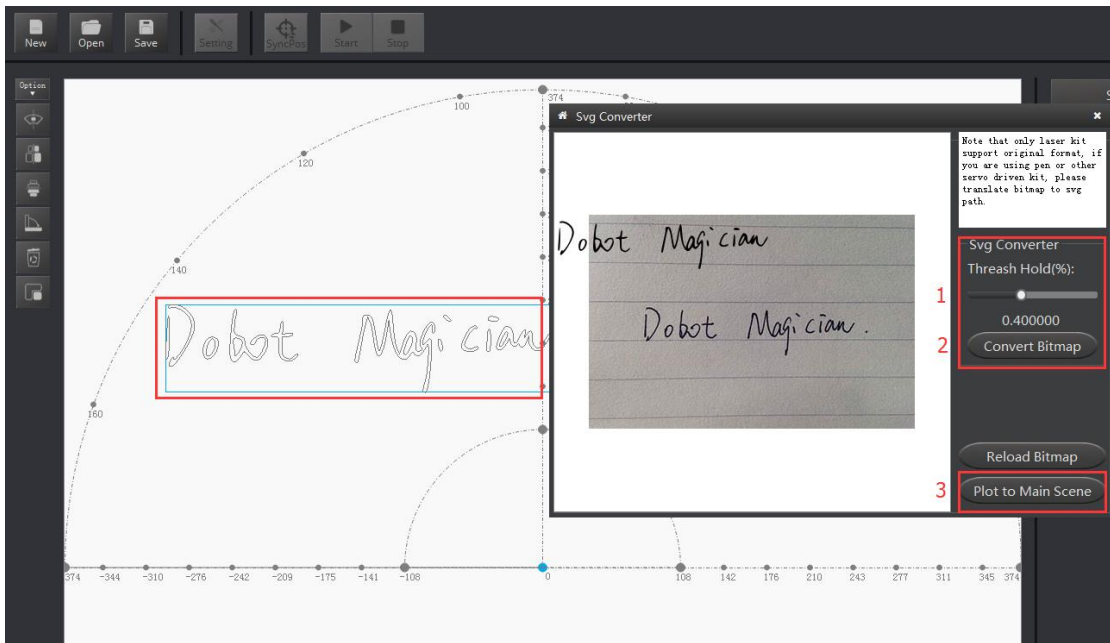 New Open Save Setting SyncPos Start Stop
Option
374
100
120
140
160
Dobot Magician
Svg Converter
Dobot Magician
Dobot Magician.
Note that only laser kit
support original format, if
you are using pen or other
servo driven kit, please
translate bitmap to svg
path.
Svg Converter
Threash Hold(%):
1
0.400000
2 Convert Bitmap
Reload Bitmap
3 Plot to Main Scene
374 -344 -310 -276 -242 -209 -175 -141 -108 0 108 142 176 210 243 277 311 345 374